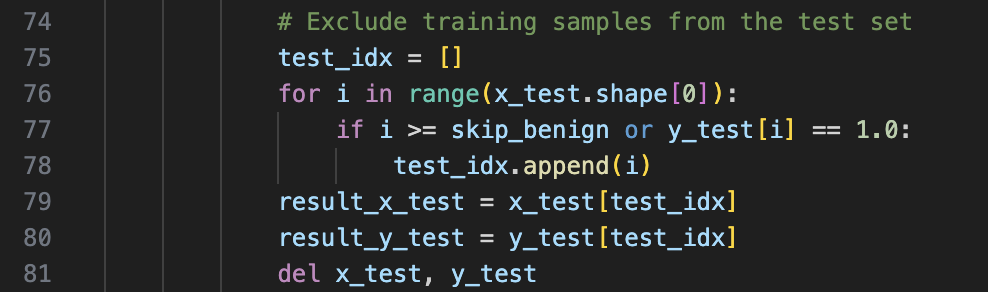 74 # Exclude training samples from the test set
75 test_idx = []
76 for i in range(x_test.shape[0]):
77 if i >= skip_benign or y_test[i] == 1.0:
78 test_idx.append(i)
79 result_x_test = x_test[test_idx]
80 result_y_test = y_test[test_idx]
81 del x_test, y_test